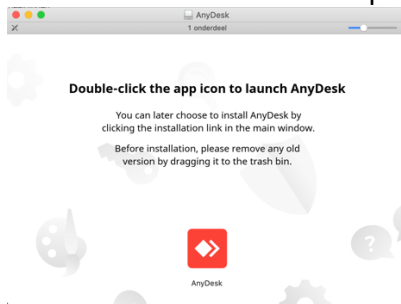 AnyDesk
1 onderdeel
Double-click the app icon to launch AnyDesk
You can later choose to install AnyDesk by
clicking the installation link in the main window.
Before installation, please remove any old
version by dragging it to the trash bin.
?
AnyDesk